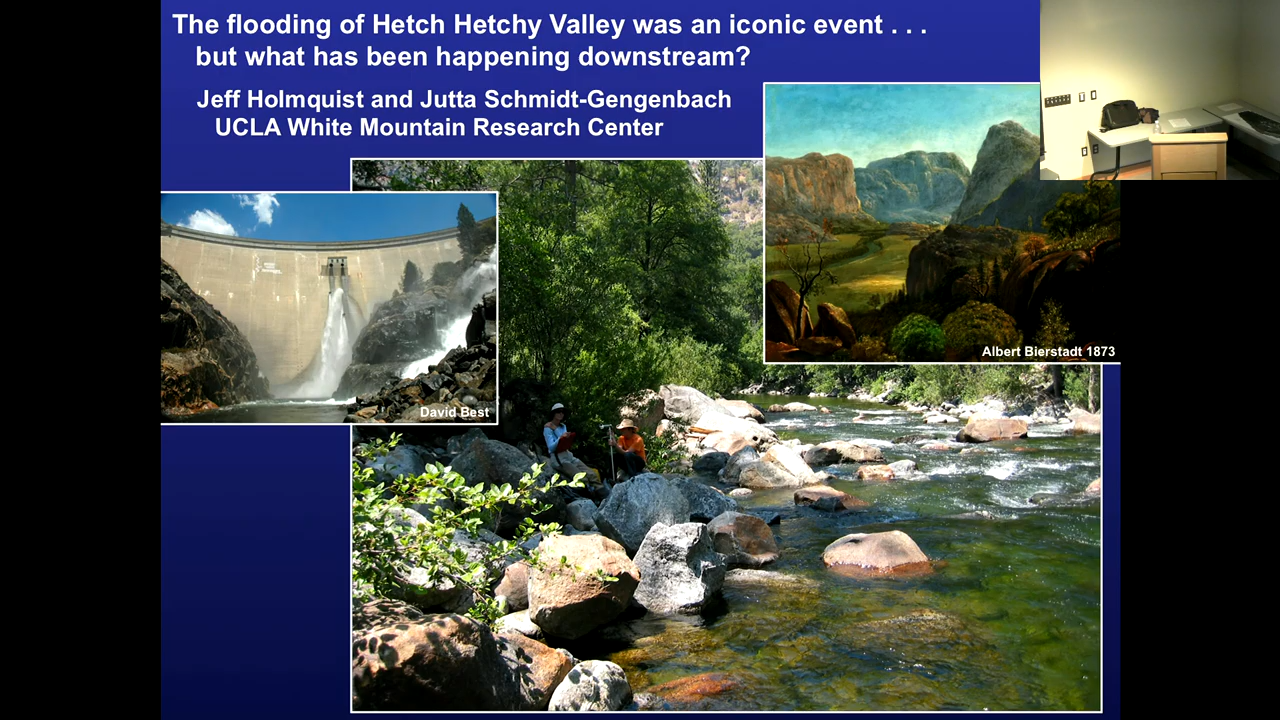 The flooding of Hetch Hetchy Valley was an iconic event . . .
but what has been happening downstream?
Jeff Holmquist and Jutta Schmidt-Gengenbach
UCLA White Mountain Research Center
Albert Bierstadt 1873
David Best